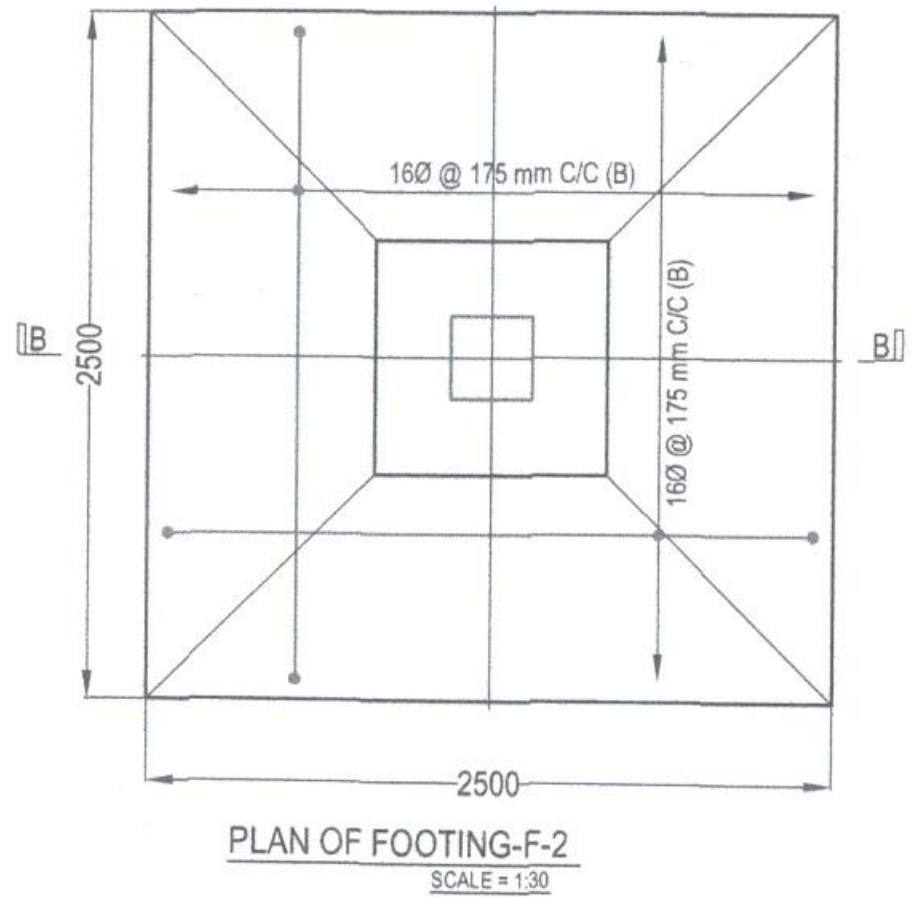 16Ø @ 175 mm C/C (B)
16Ø @ 175 mm C/C (B)
B
B
2500
2500
PLAN OF FOOTING-F-2
SCALE = 1:30